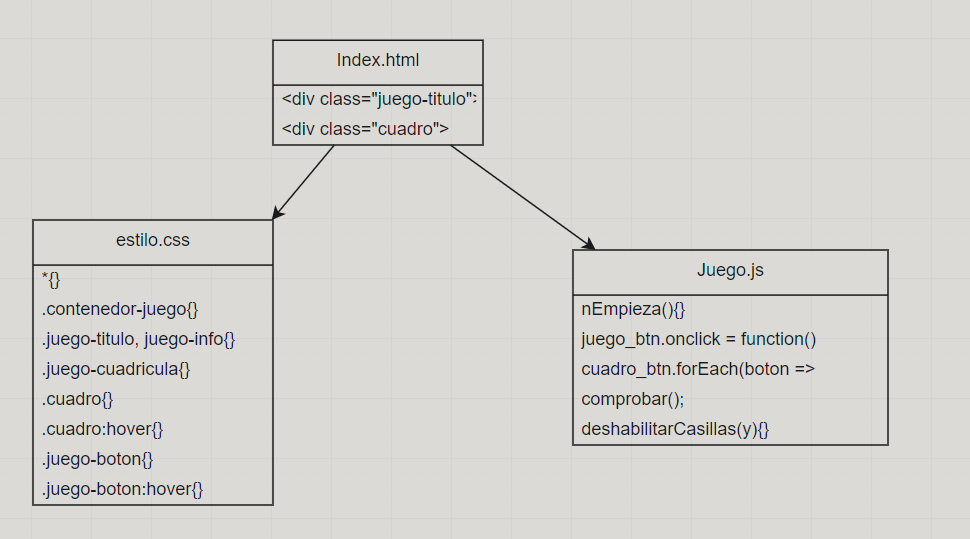 Index.html
<div class="juego-titulo">
<div class="cuadro">
estilo.css
*{}
.contenedor-juego{}
.juego-titulo, juego-info{}
.juego-cuadricula{}
.cuadro{}
.cuadro:hover{}
.juego-boton{}
.juego-boton:hover{}
Juego.js
nEmpieza(){}
juego_btn.onclick = function()
cuadro_btn.forEach(boton =>
comprobar();
deshabilitarCasillas(y){}